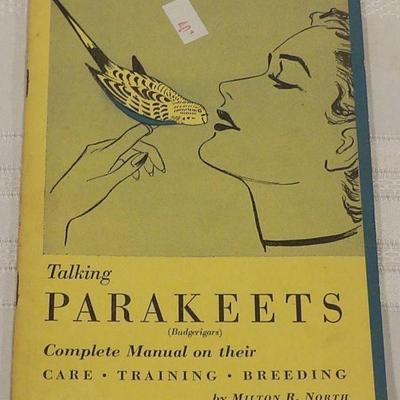 Talking
PARAKEETS
(Budgerigars)
Complete Manual on their
CARE · TRAINING · BREEDING
by MILTON R. NORTH